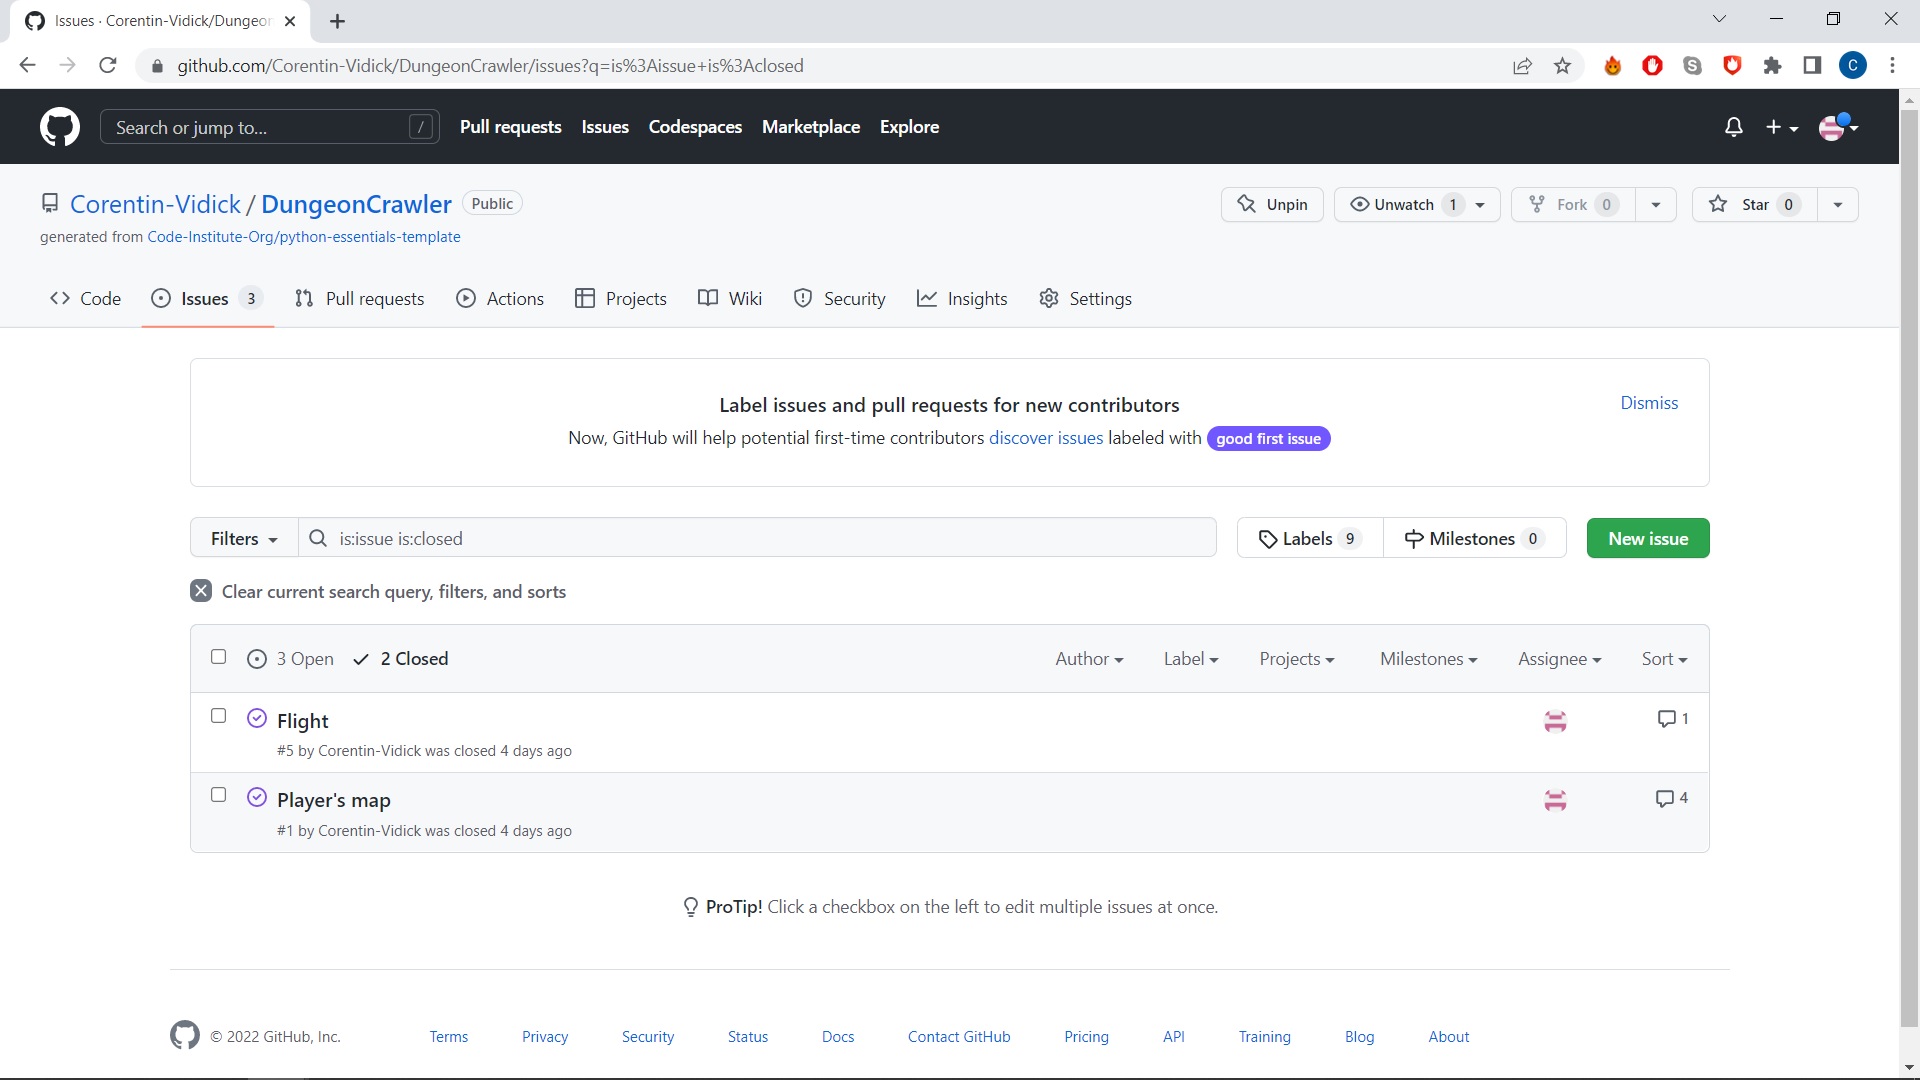 Issues · Corentin-Vidick/Dungeon
github.com/Corentin-Vidick/DungeonCrawler/issues?q=is%3Aissue+is%3Aclosed
C
Search or jump to... / Pull requests Issues Codespaces Marketplace Explore
Corentin-Vidick / DungeonCrawler Public Unpin Unwatch 1 Fork 0 Star 0
generated from Code-Institute-Org/python-essentials-template
Code Issues 3 Pull requests Actions Projects Wiki Security Insights Settings
Label issues and pull requests for new contributors
Dismiss
Now, GitHub will help potential first-time contributors discover issues labeled with good first issue
Filters is:issue is:closed Labels 9 Milestones 0 New issue
Clear current search query, filters, and sorts
3 Open 2 Closed Author Label Projects Milestones Assignee Sort
Flight 1
#5 by Corentin-Vidick was closed 4 days ago
Player's map 4
#1 by Corentin-Vidick was closed 4 days ago
ProTip! Click a checkbox on the left to edit multiple issues at once.
© 2022 GitHub, Inc. Terms Privacy Security Status Docs Contact GitHub Pricing API Training Blog About